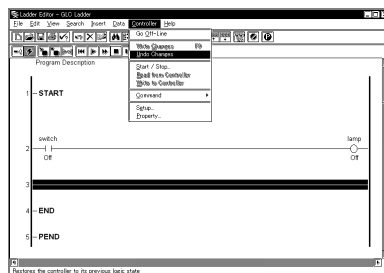 Ladder Editor - GLO Ladder
File Edit View Search Insert Data Controller Help
Go Off-Line
Write Changes F9
Undo Changes
Start / Stop...
Read from Controller
Write to Controller
Command
Setup...
Property...
Program Description
1 START
switch lamp
2
Off Off
3
4 END
5 PEND
Restores the controller to its previous logic state